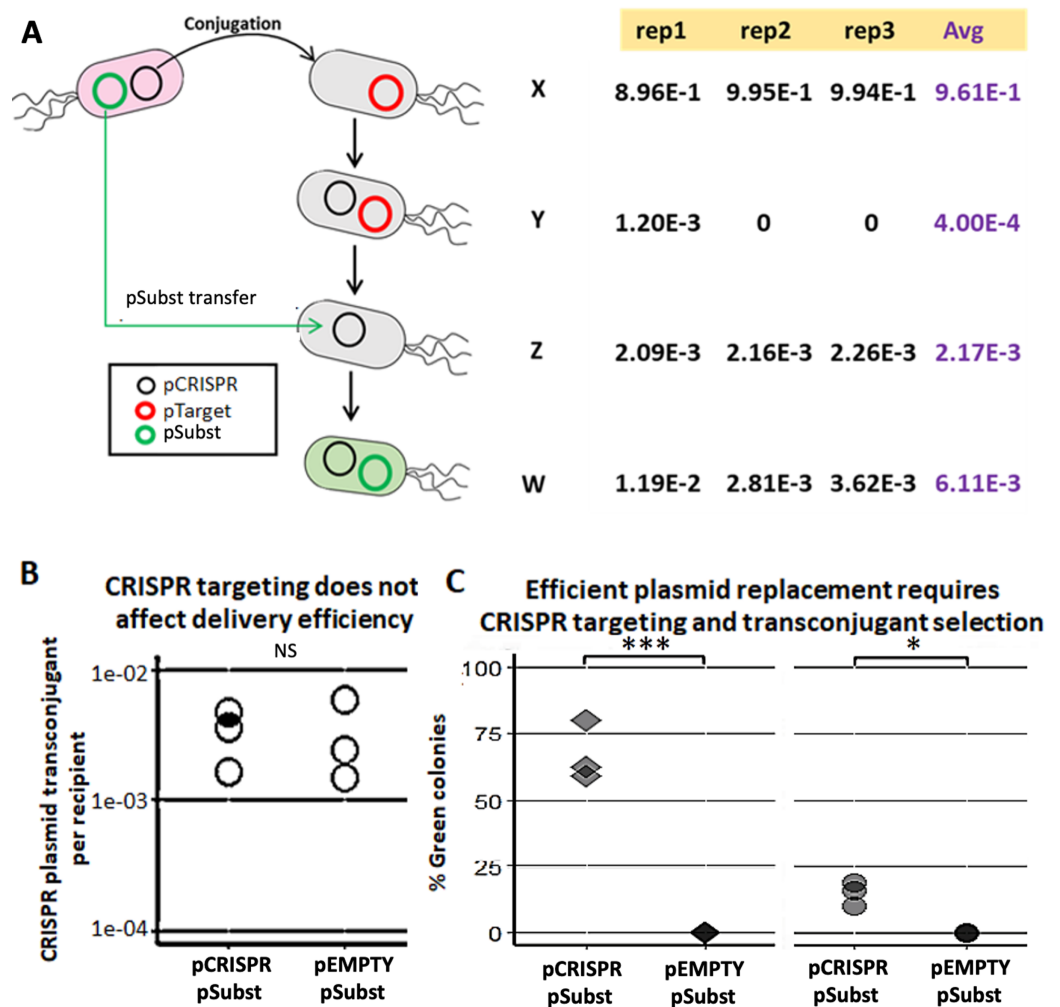 A
Conjugation
pSubst transfer
pCRISPR
pTarget
pSubst
rep1 rep2 rep3 Avg
X 8.96E-1 9.95E-1 9.94E-1 9.61E-1
Y 1.20E-3 0 0 4.00E-4
Z 2.09E-3 2.16E-3 2.26E-3 2.17E-3
W 1.19E-2 2.81E-3 3.62E-3 6.11E-3
B
CRISPR targeting does not
affect delivery efficiency
NS
CRISPR plasmid transconjugant
per recipient
1e-02
1e-03
1e-04
pCRISPR pEMPTY
pSubst pSubst
C
Efficient plasmid replacement requires
CRISPR targeting and transconjugant selection
*** *
% Green colonies
100
75
50
25
0
pCRISPR pEMPTY pCRISPR pEMPTY
pSubst pSubst pSubst pSubst